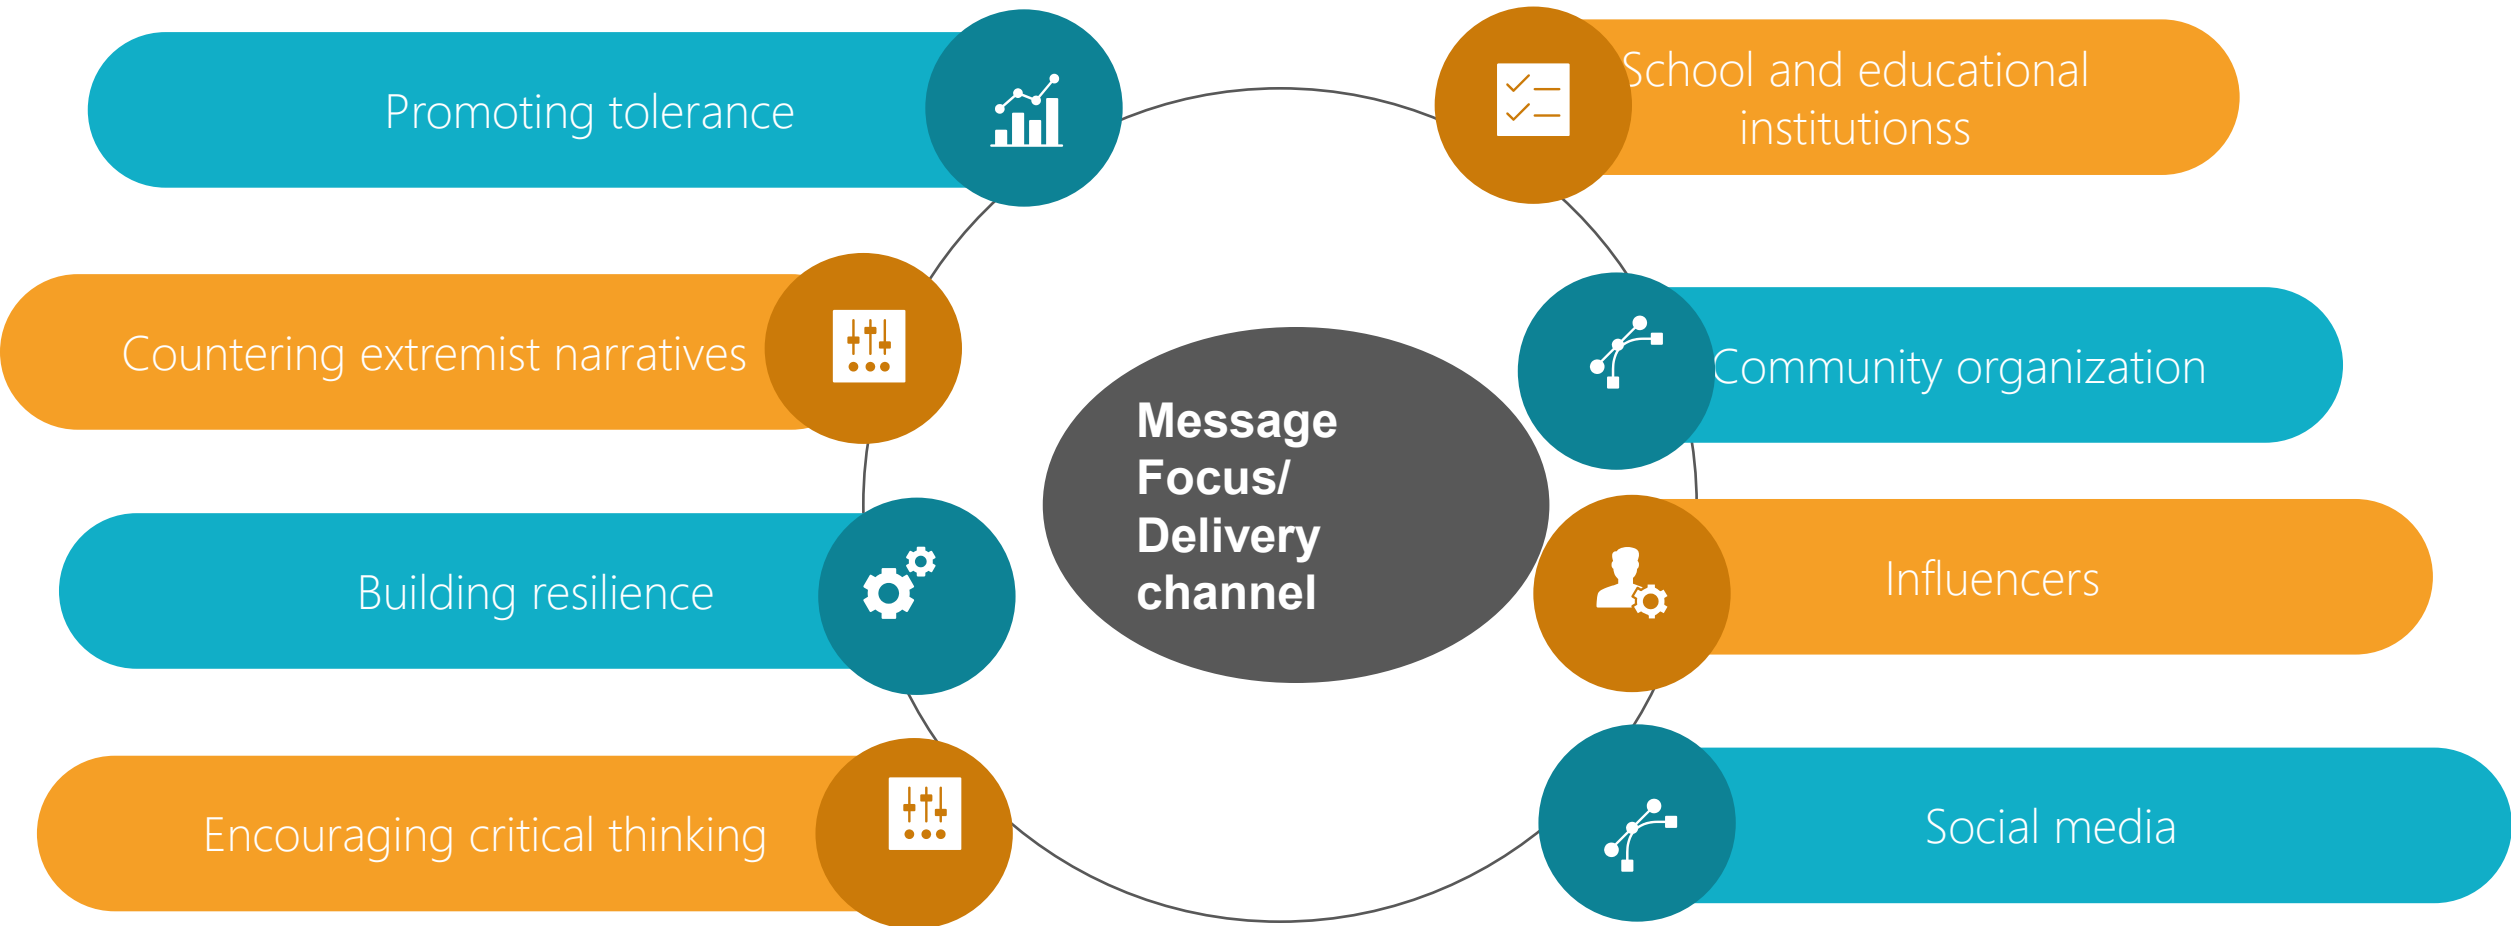 Promoting tolerance
Countering extremist narratives
Building resilience
Encouraging critical thinking
Message
Focus/
Delivery
channel
School and educational
institutionss
Community organization
Influencers
Social media